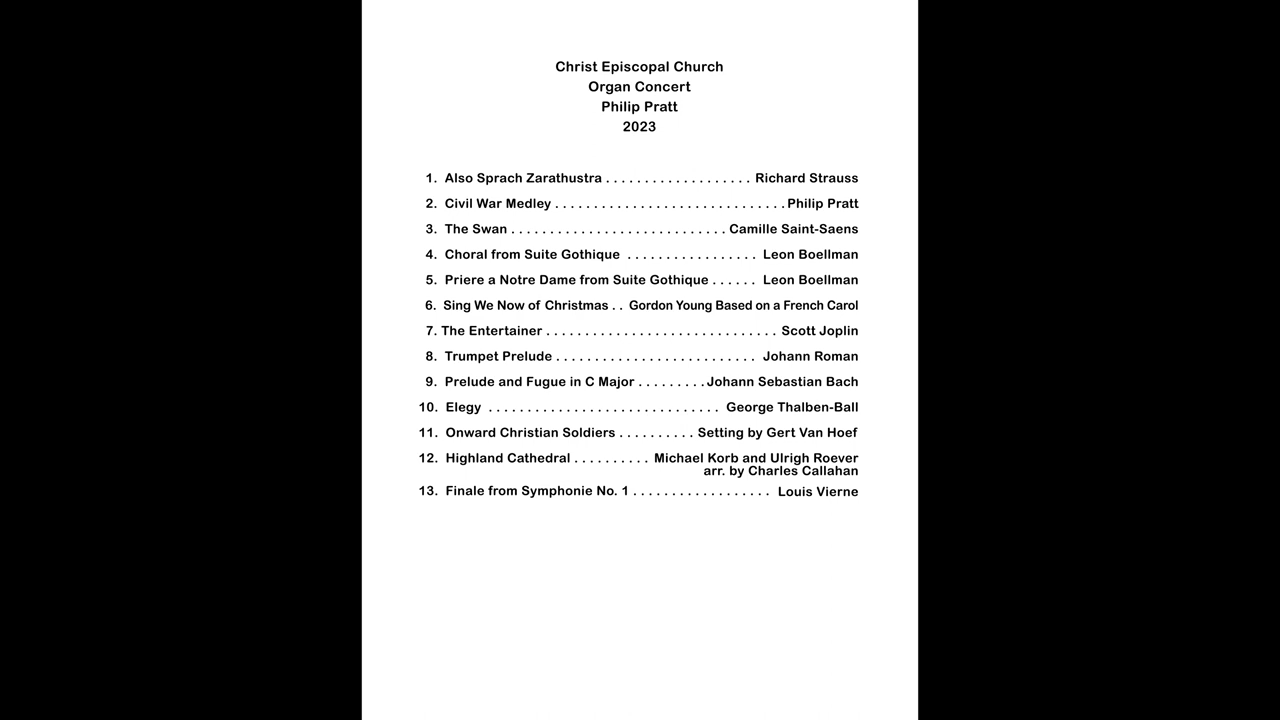 Christ Episcopal Church
Organ Concert
Philip Pratt
2023
1. Also Sprach Zarathustra . . . . . . . . . . . . . . . . . . . Richard Strauss
2. Civil War Medley . . . . . . . . . . . . . . . . . . . . . . . . . . . . . . Philip Pratt
3. The Swan . . . . . . . . . . . . . . . . . . . . . . . . . . . . Camille Saint-Saens
4. Choral from Suite Gothique . . . . . . . . . . . . . . . . . Leon Boellman
5. Priere a Notre Dame from Suite Gothique . . . . . . Leon Boellman
6. Sing We Now of Christmas . . Gordon Young Based on a French Carol
7. The Entertainer . . . . . . . . . . . . . . . . . . . . . . . . . . . . . . Scott Joplin
8. Trumpet Prelude . . . . . . . . . . . . . . . . . . . . . . . . . . Johann Roman
9. Prelude and Fugue in C Major . . . . . . . . . Johann Sebastian Bach
10. Elegy . . . . . . . . . . . . . . . . . . . . . . . . . . . . . . George Thalben-Ball
11. Onward Christian Soldiers . . . . . . . . . . Setting by Gert Van Hoef
12. Highland Cathedral . . . . . . . . . . Michael Korb and Ulrigh Roever
arr. by Charles Callahan
13. Finale from Symphonie No. 1 . . . . . . . . . . . . . . . . . . Louis Vierne